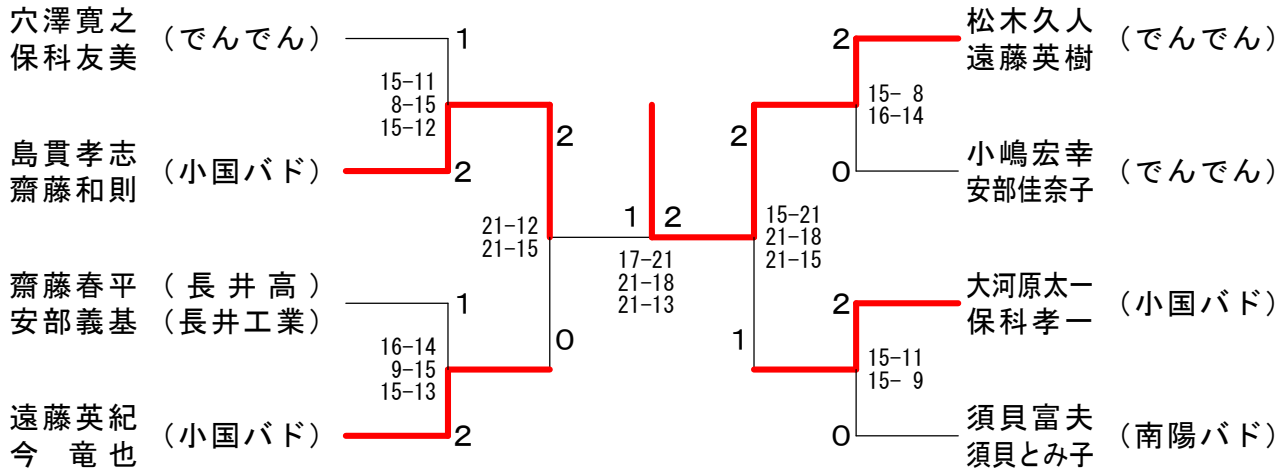 穴澤寛之
保科友美
(でんでん)
1
15-11
8-15
15-12
島貫孝志
齋藤和則
(小国バド)
2
2
21-12
21-15
齋藤春平 (長井高)
安部義基 (長井工業)
1
16-14
9-15
15-13
0
遠藤英紀
今 竜也
(小国バド)
2
1 2
17-21
21-18
21-13
松木久人
遠藤英樹
(でんでん)
2
15- 8
16-14
小嶋宏幸
安部佳奈子
(でんでん)
0
2
15-21
21-18
21-15
大河原太一
保科孝一
(小国バド)
2
1
15-11
15- 9
須貝富夫
須貝とみ子
(南陽バド)
0